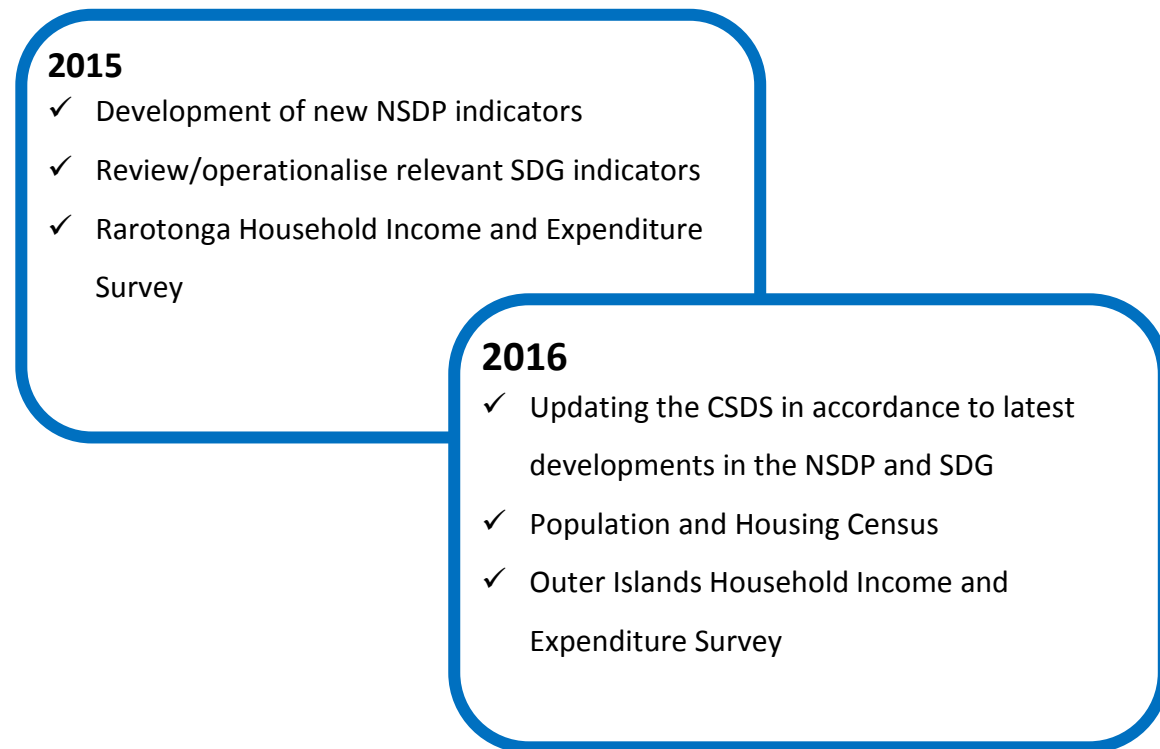 2015
✓ Development of new NSDP indicators
✓ Review/operationalise relevant SDG indicators
✓ Rarotonga Household Income and Expenditure
Survey
2016
✓ Updating the CSDS in accordance to latest
developments in the NSDP and SDG
✓ Population and Housing Census
✓ Outer Islands Household Income and
Expenditure Survey